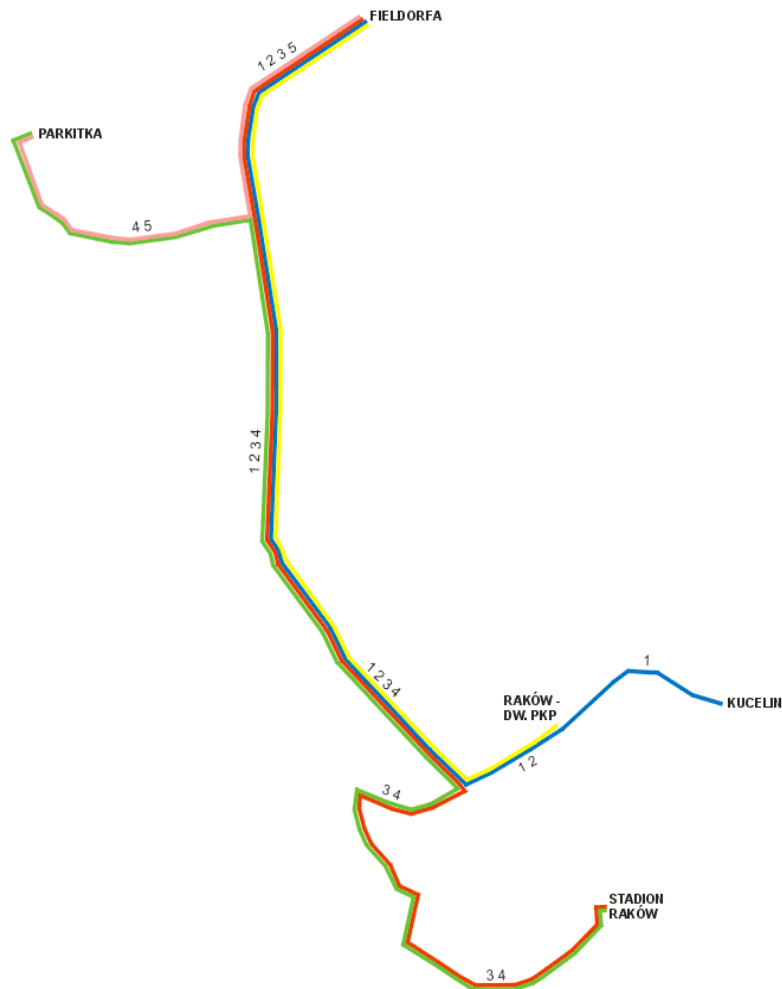 FIELDORFA
1 2 3 5
PARKITKA
4 5
1 2 3 4
1 2 3 4
1
RAKÓW -
DW. PKP
KUCELIN
1 2
3 4
STADION
RAKÓW
3 4